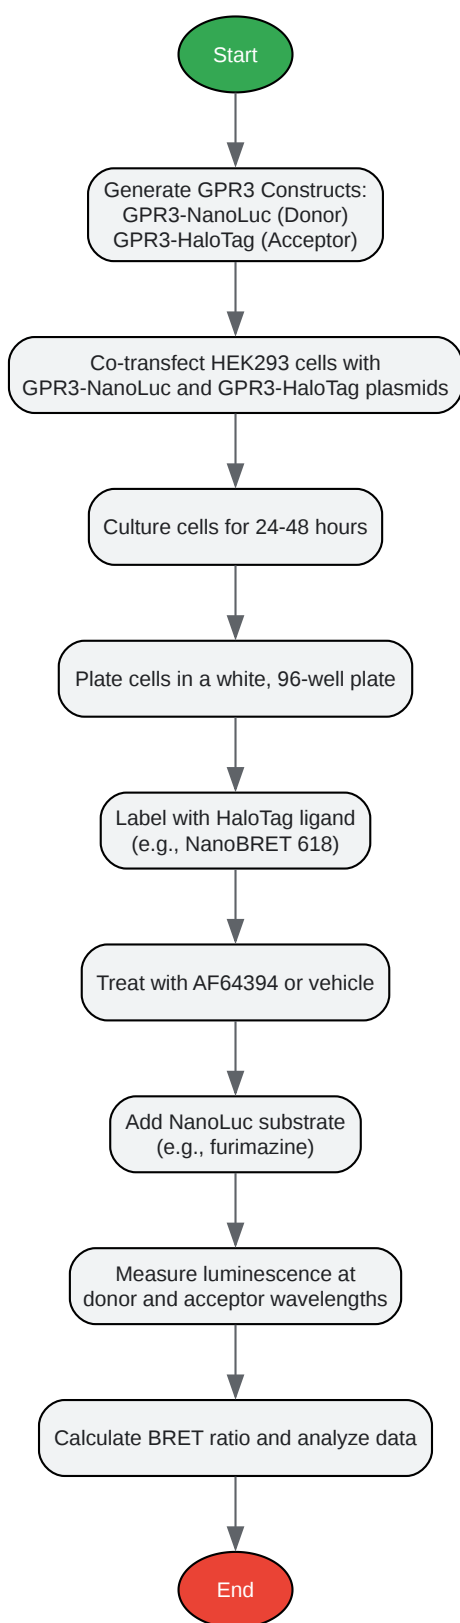 Start
Generate GPR3 Constructs:
GPR3-NanoLuc (Donor)
GPR3-HaloTag (Acceptor)
Co-transfect HEK293 cells with
GPR3-NanoLuc and GPR3-HaloTag plasmids
Culture cells for 24-48 hours
Plate cells in a white, 96-well plate
Label with HaloTag ligand
(e.g., NanoBRET 618)
Treat with AF64394 or vehicle
Add NanoLuc substrate
(e.g., furimazine)
Measure luminescence at
donor and acceptor wavelengths
Calculate BRET ratio and analyze data
End